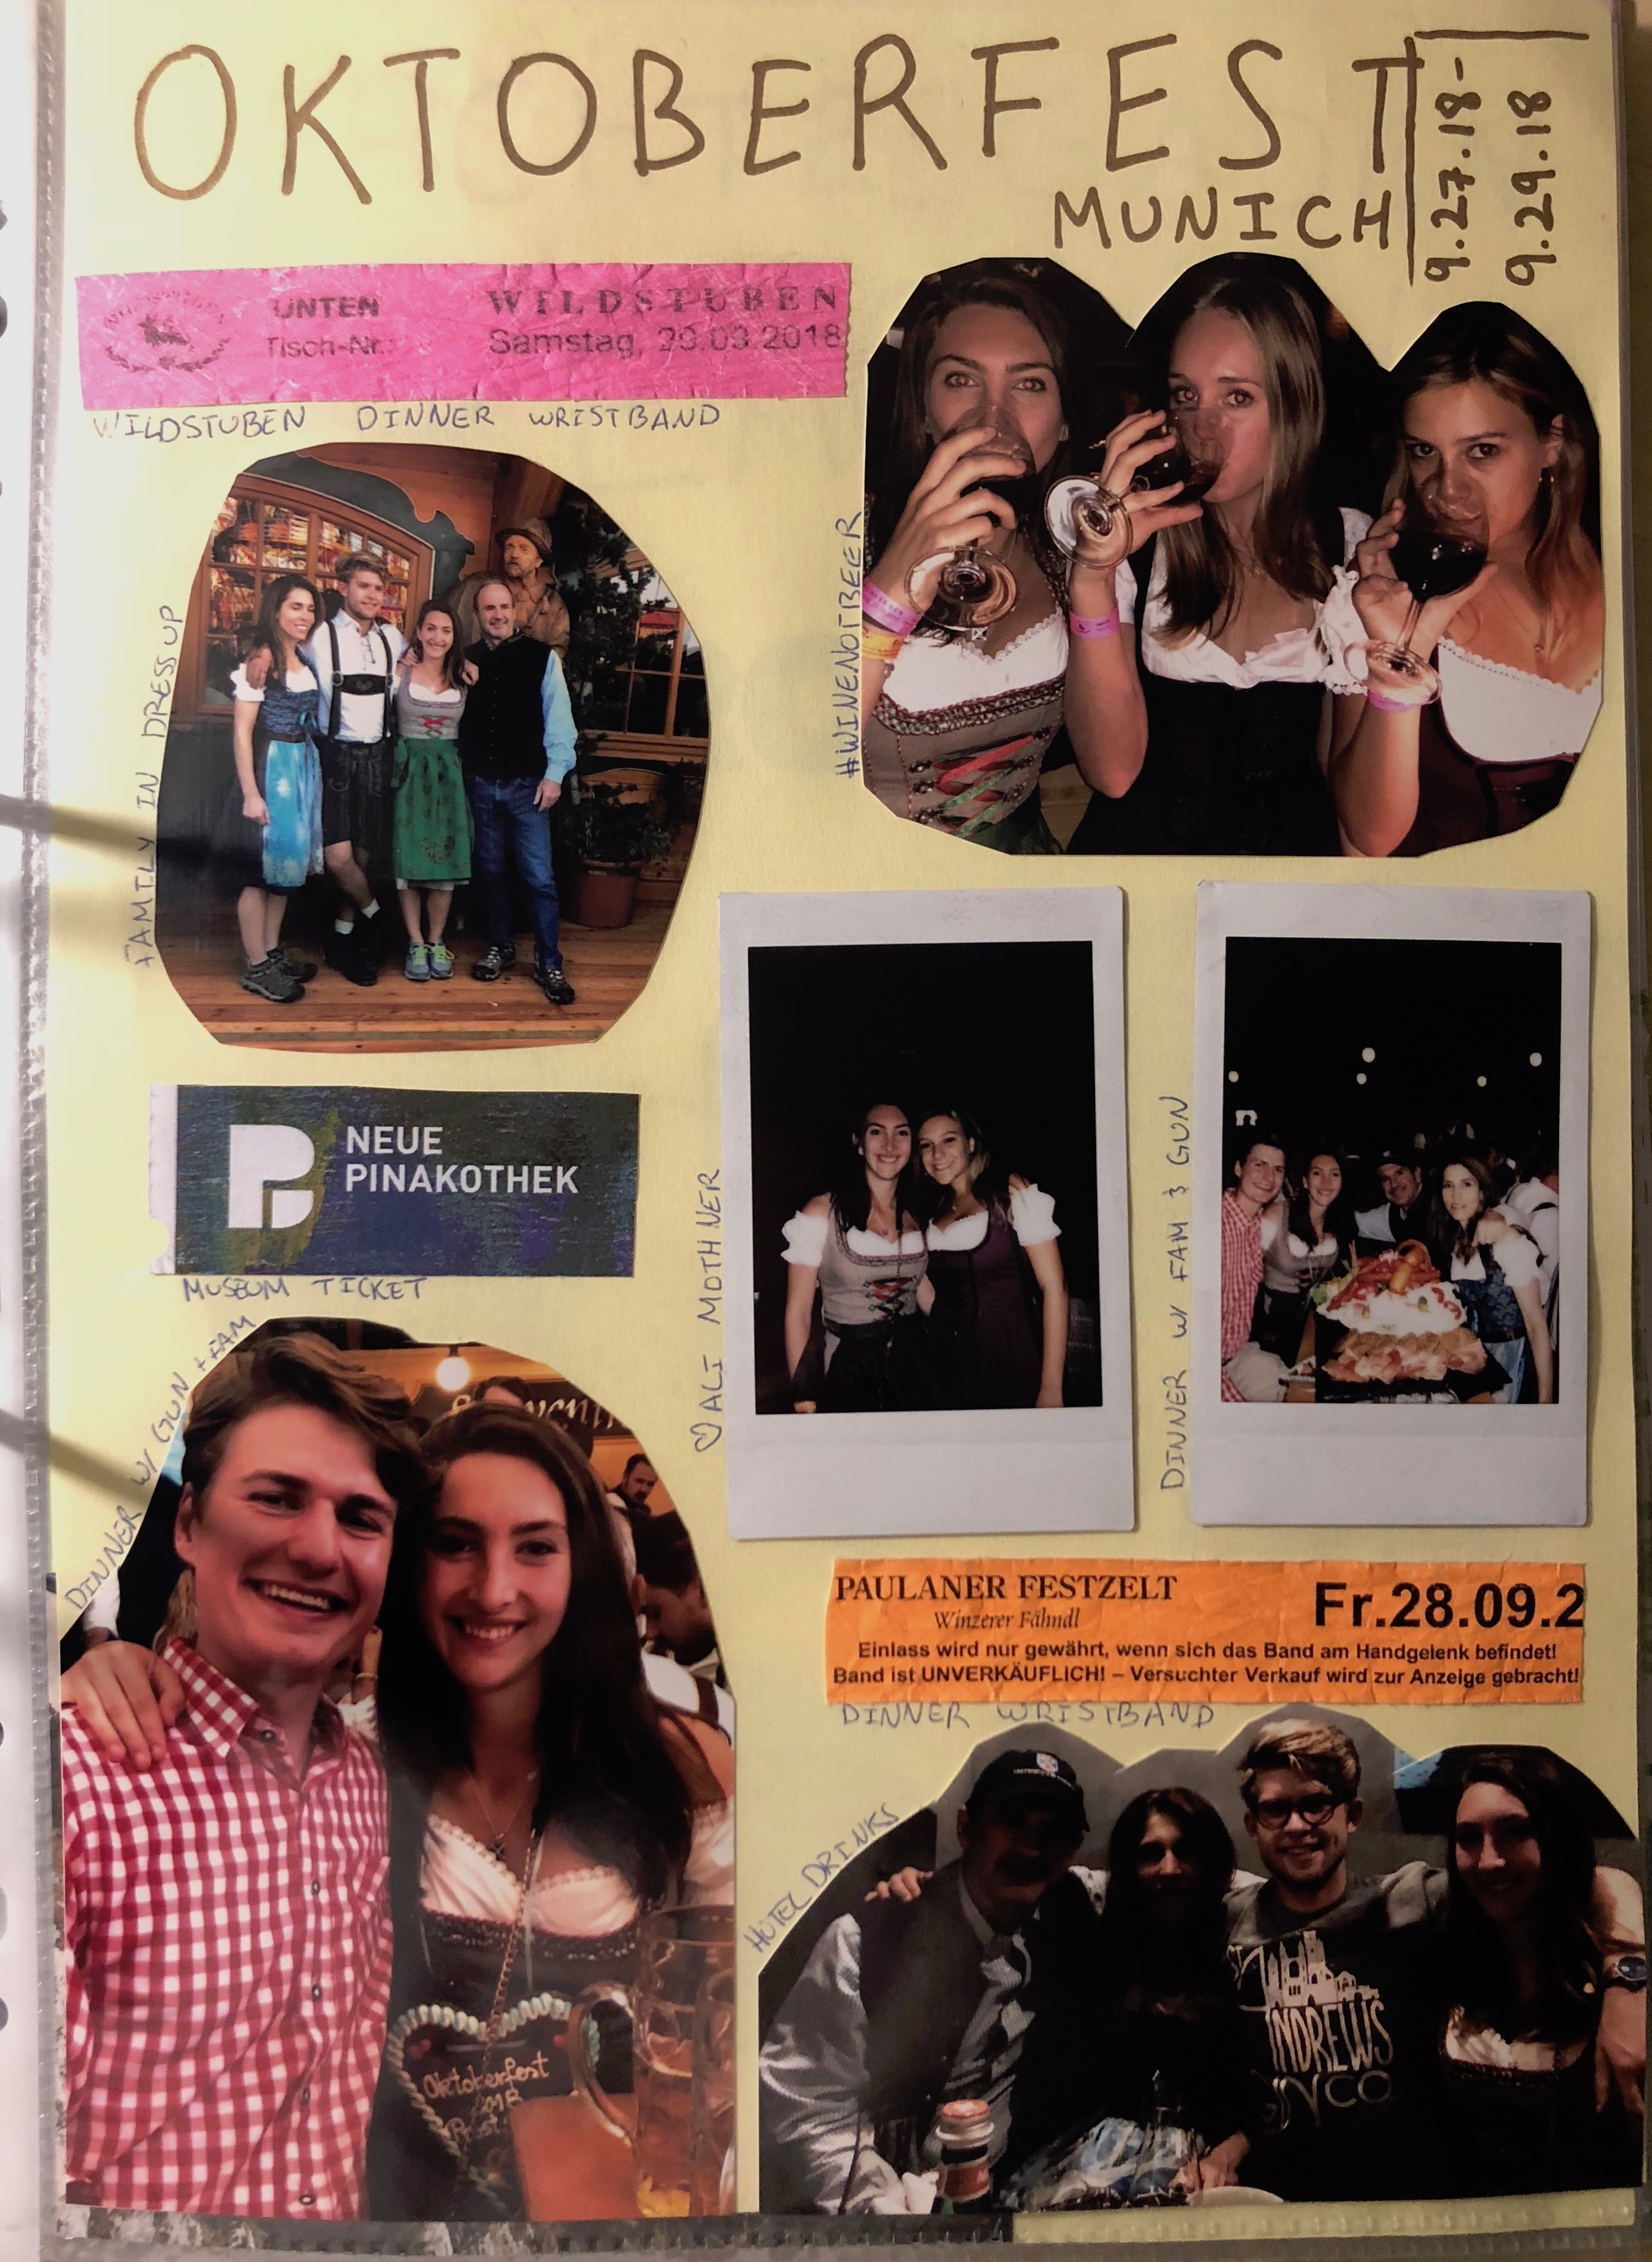 OKTOBERFEST
MUNICH
9.27.18-
9.29.18
UNTEN WILDSTUBEN
Tisch-Nr.: Samstag, 29.09.2018
WILDSTUBEN DINNER WRISTBAND
#WINENOTBEER
FAMILY IN DRESS UP
NEUE
PINAKOTHEK
MUSEUM TICKET
♡ALI MOTHNER
DINNER W/ FAM & GUN
DINNER W/ GUN + FAM
Oktoberfest
2018
Prost
PAULANER FESTZELT
Winzerer Fähndl
Fr.28.09.2
Einlass wird nur gewährt, wenn sich das Band am Handgelenk befindet!
Band ist UNVERKÄUFLICH! – Versuchter Verkauf wird zur Anzeige gebracht!
DINNER WRISTBAND
HOTEL DRINKS
ST
ANDREWS